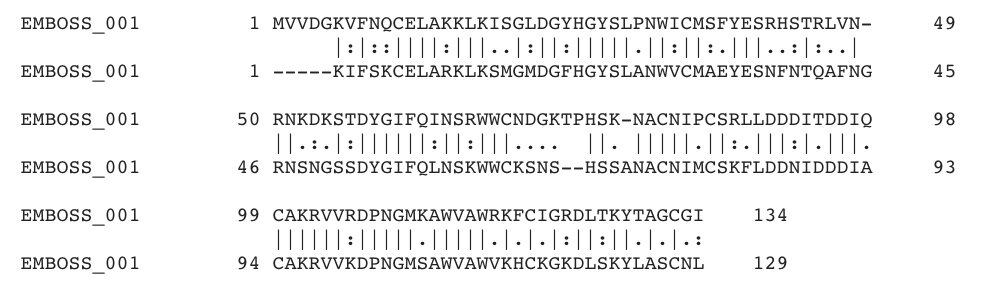 EMBOSS_001 1 MVVDGKVFNQCELAKKLKISGLDGYHGYSLPNWICMSFYESRHSTRLVN- 49
|:|::||||:|||..|:||:|||||.||:||:.|||..:|:..|
EMBOSS_001 1 -----KIFSKCELARKLKSMGMDGFHGYSLANWVCMAEYESNFNTQAFNG 45
EMBOSS_001 50 RNKDKSTDYGIFQINSRWWCNDGKTPHSK-NACNIPCSRLLDDDITDDIQ 98
||.:.|:||||||:||:|||....  ||. |||||.||:.|||:|.|||.
EMBOSS_001 46 RNSNGSSDYGIFQLNSKWWCKSNS--HSSANACNIMCSKFLDDNIDDDIA 93
EMBOSS_001 99 CAKRVVRDPNGMKAWVAWRKFCIGRDLTKYTAGCGI 134
||||||:|||||.|||||.|.|.|:||:||.|.|.:
EMBOSS_001 94 CAKRVVKDPNGMSAWVAWVKHCKGKDLSKYLASCNL 129